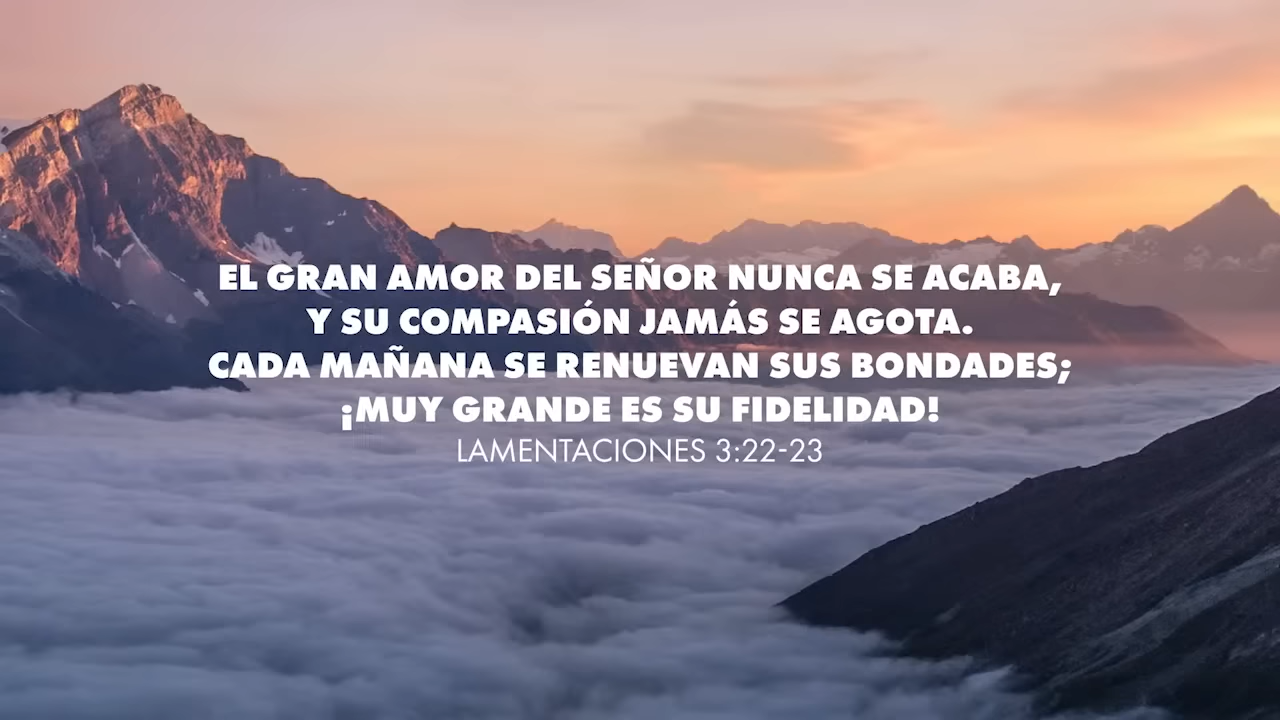 EL GRAN AMOR DEL SEÑOR NUNCA SE ACABA,
Y SU COMPASIÓN JAMÁS SE AGOTA.
CADA MAÑANA SE RENUEVAN SUS BONDADES;
¡MUY GRANDE ES SU FIDELIDAD!
LAMENTACIONES 3:22-23